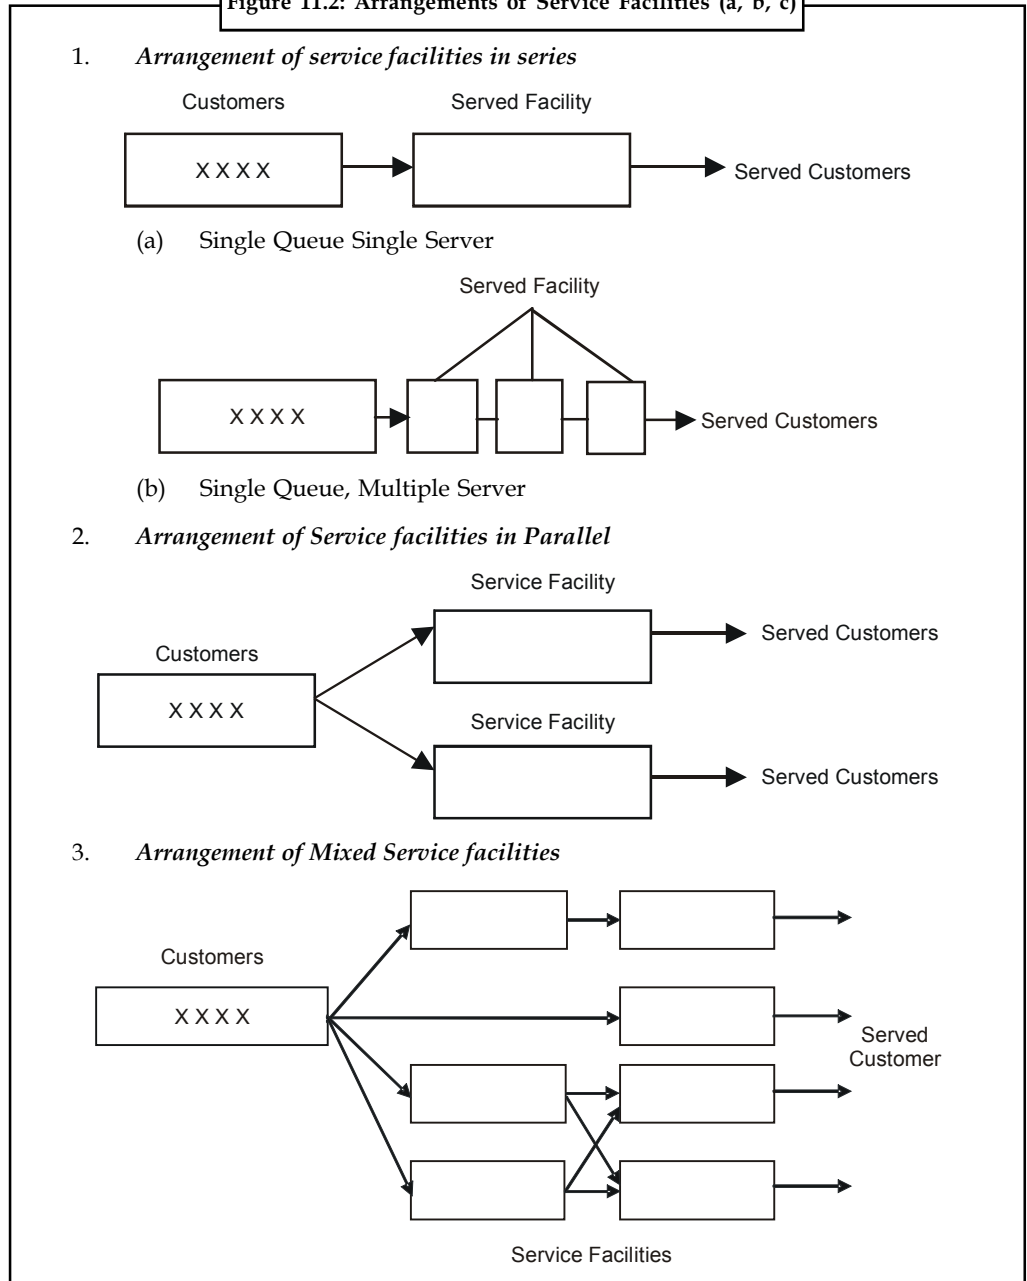 Figure 11.2: Arrangements of Service Facilities (a, b, c)
1. Arrangement of service facilities in series
Customers Served Facility
X X X X
Served Customers
(a) Single Queue Single Server
Served Facility
X X X X
Served Customers
(b) Single Queue, Multiple Server
2. Arrangement of Service facilities in Parallel
Service Facility
Served Customers
Customers
X X X X
Service Facility
Served Customers
3. Arrangement of Mixed Service facilities
Customers
X X X X
Served
Customer
Service Facilities